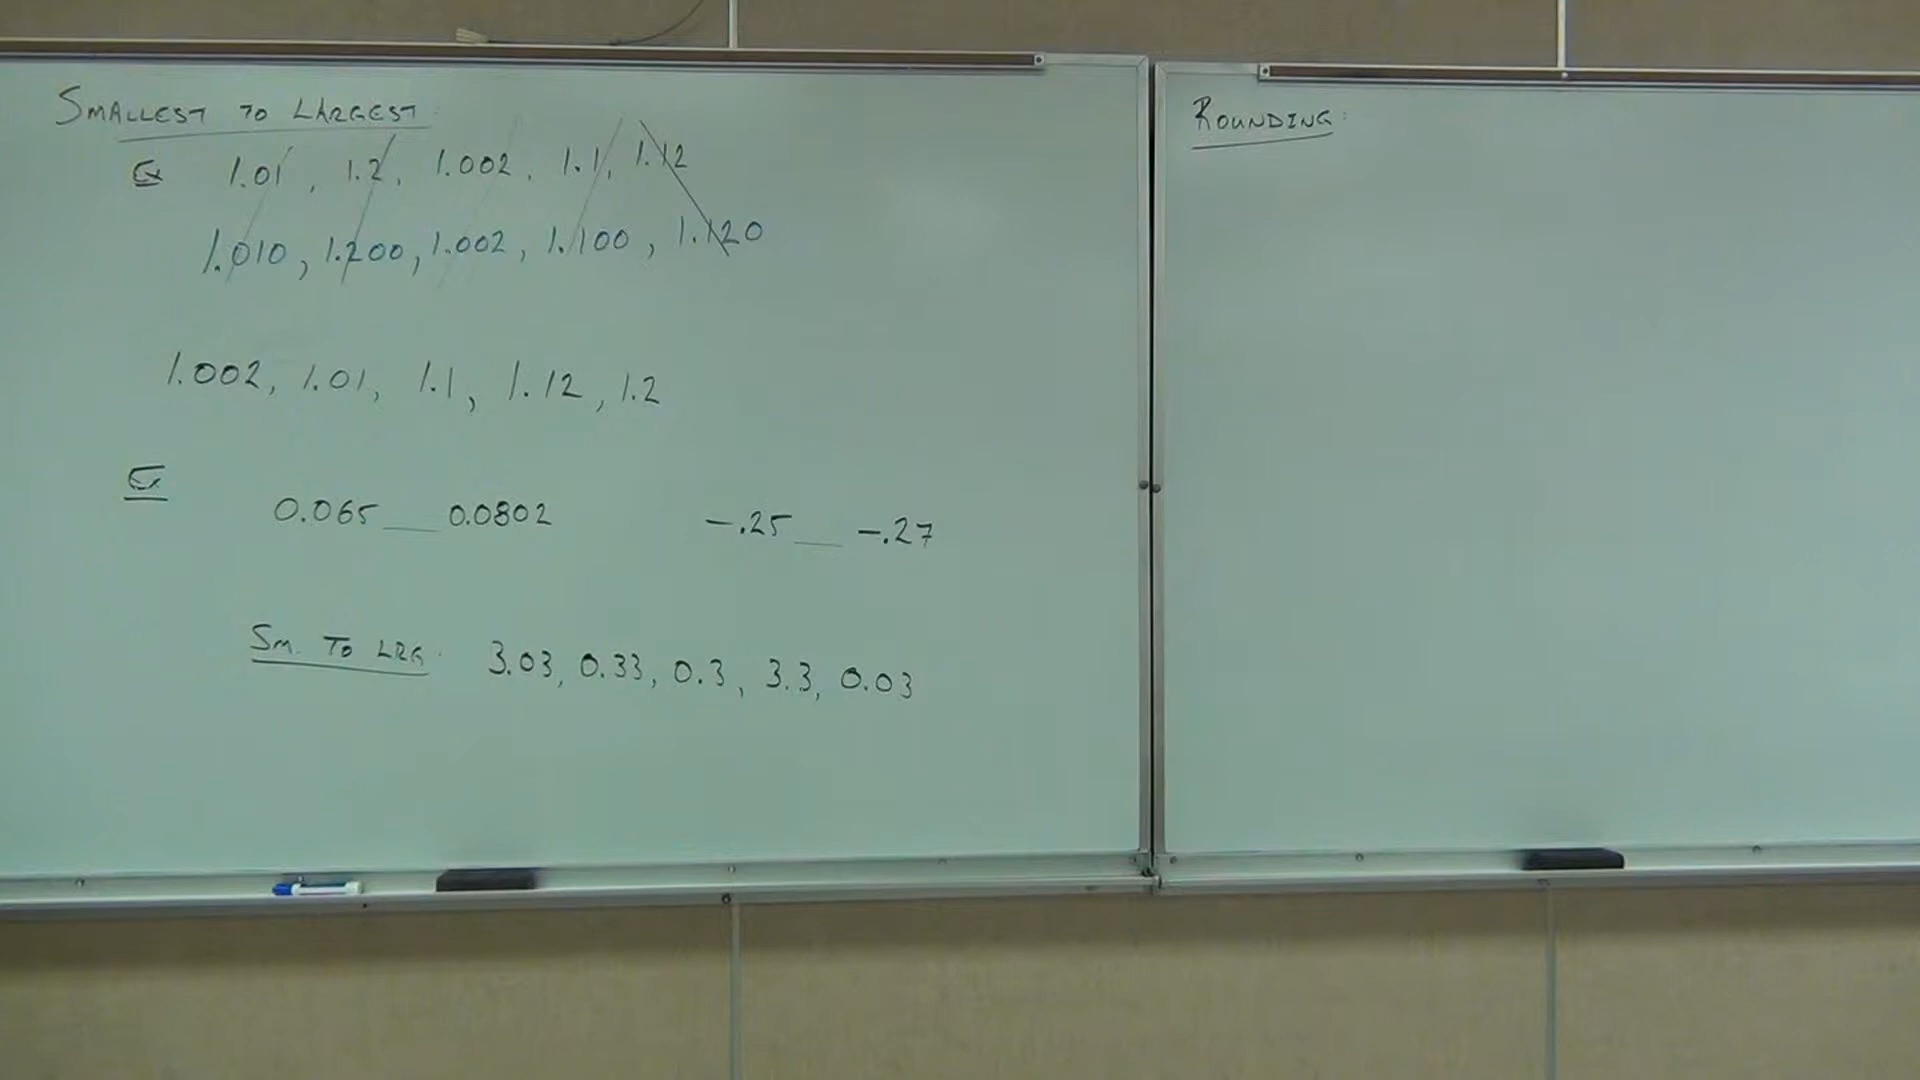 SMALLEST TO LARGEST:
Ex 1.01, 1.2, 1.002, 1.1, 1.12
1.010, 1.200, 1.002, 1.100, 1.120
1.002, 1.01, 1.1, 1.12, 1.2
Ex
0.065 __ 0.0802 -.25 __ -.27
SM. TO LRG: 3.03, 0.33, 0.3, 3.3, 0.03
ROUNDING: